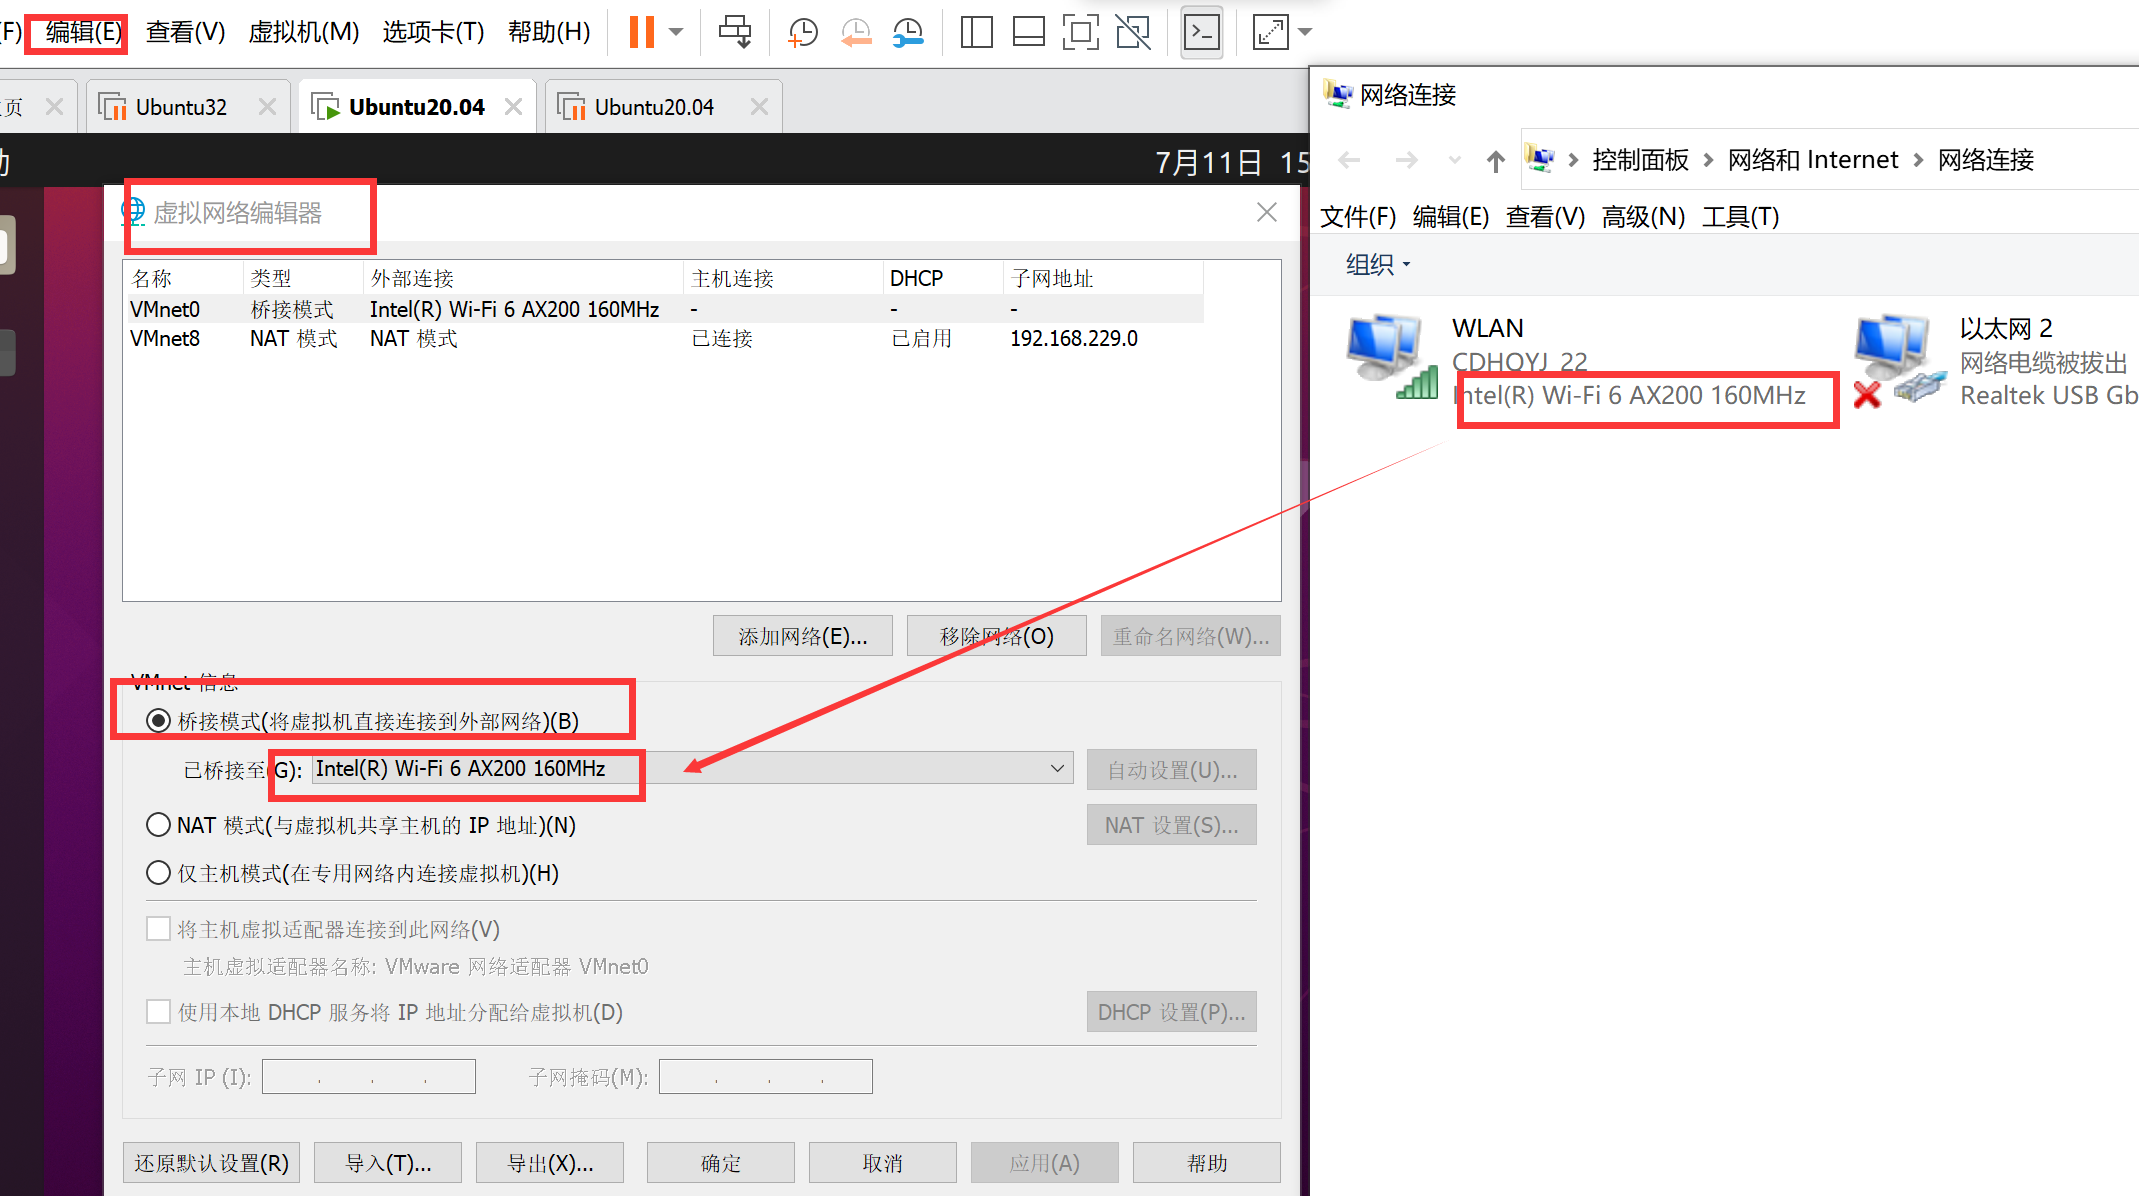 (F) 编辑(E) 查看(V) 虚拟机(M) 选项卡(T) 帮助(H)
页 Ubuntu32 Ubuntu20.04 Ubuntu20.04
7月11日 15
虚拟网络编辑器
名称 类型 外部连接 主机连接 DHCP 子网地址
VMnet0 桥接模式 Intel(R) Wi-Fi 6 AX200 160MHz - - -
VMnet8 NAT 模式 NAT 模式 已连接 已启用 192.168.229.0
添加网络(E)... 移除网络(O) 重命名网络(W)...
VMnet 信息
桥接模式(将虚拟机直接连接到外部网络)(B)
已桥接至(G): Intel(R) Wi-Fi 6 AX200 160MHz 自动设置(U)...
NAT 模式(与虚拟机共享主机的 IP 地址)(N) NAT 设置(S)...
仅主机模式(在专用网络内连接虚拟机)(H)
将主机虚拟适配器连接到此网络(V)
主机虚拟适配器名称: VMware 网络适配器 VMnet0
使用本地 DHCP 服务将 IP 地址分配给虚拟机(D) DHCP 设置(P)...
子网 IP (I): . . . 子网掩码(M): . . .
还原默认设置(R) 导入(T)... 导出(X)... 确定 取消 应用(A) 帮助
网络连接
控制面板 网络和 Internet 网络连接
文件(F) 编辑(E) 查看(V) 高级(N) 工具(T)
组织
WLAN
CDHQYJ_22
Intel(R) Wi-Fi 6 AX200 160MHz
以太网 2
网络电缆被拔出
Realtek USB Gb